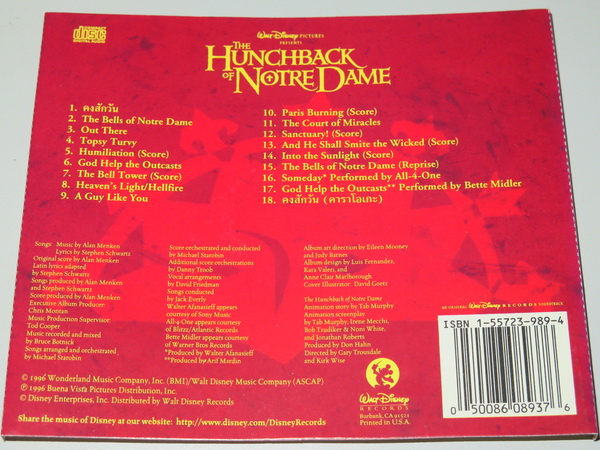 COMPACT
disc
DIGITAL AUDIO
WALT DISNEY PICTURES
PRESENTS
THE
HUNCHBACK
OF NOTRE DAME
1. คงสักวัน
2. The Bells of Notre Dame
3. Out There
4. Topsy Turvy
5. Humiliation (Score)
6. God Help the Outcasts
7. The Bell Tower (Score)
8. Heaven's Light/Hellfire
9. A Guy Like You
10. Paris Burning (Score)
11. The Court of Miracles
12. Sanctuary! (Score)
13. And He Shall Smite the Wicked (Score)
14. Into the Sunlight (Score)
15. The Bells of Notre Dame (Reprise)
16. Someday* Performed by All-4-One
17. God Help the Outcasts** Performed by Bette Midler
18. คงสักวัน (คาราโอเกะ)
Songs: Music by Alan Menken
Lyrics by Stephen Schwartz
Original score by Alan Menken
Latin lyrics adapted
by Stephen Schwartz
Songs produced by Alan Menken
and Stephen Schwartz
Score produced by Alan Menken
Executive Album Producer:
Chris Montan
Music Production Supervisor:
Tod Cooper
Music recorded and mixed
by Bruce Botnick
Songs arranged and orchestrated
by Michael Starobin
Score orchestrated and conducted
by Michael Starobin
Additional score orchestrations
by Danny Troob
Vocal arrangements
by David Friedman
Songs conducted
by Jack Everly
Walter Afanasieff appears
courtesy of Sony Music
All-4-One appears courtesy
of Blitzz/Atlantic Records
Bette Midler appears courtesy
of Warner Bros Records
*Produced by Walter Afanasieff
**Produced by Arif Mardin
Album art direction by Eileen Mooney
and Judy Barnes
Album design by Luis Fernandez,
Kara Valeri, and
Anne Clair Marlborough
Cover Illustrator: David Goetz
The Hunchback of Notre Dame
Animation story by Tab Murphy
Animation screenplay
by Tab Murphy, Irene Mecchi,
Bob Tzudiker & Noni White, and
Jonathan Roberts
Produced by Don Hahn
Directed by Gary Trousdale
and Kirk Wise
AN ORIGINAL WALT DISNEY RECORDS SOUNDTRACK
ISBN 1-55723-989-4
0 50086 08937 6
© 1996 Wonderland Music Company, Inc. (BMI)/Walt Disney Music Company (ASCAP)
℗ 1996 Buena Vista Pictures Distribution, Inc.
© Disney Enterprises, Inc. Distributed by Walt Disney Records
WALT DISNEY
RECORDS
Burbank, CA 91521
Printed in U.S.A.
Share the music of Disney at our website: http://www.disney.com/DisneyRecords